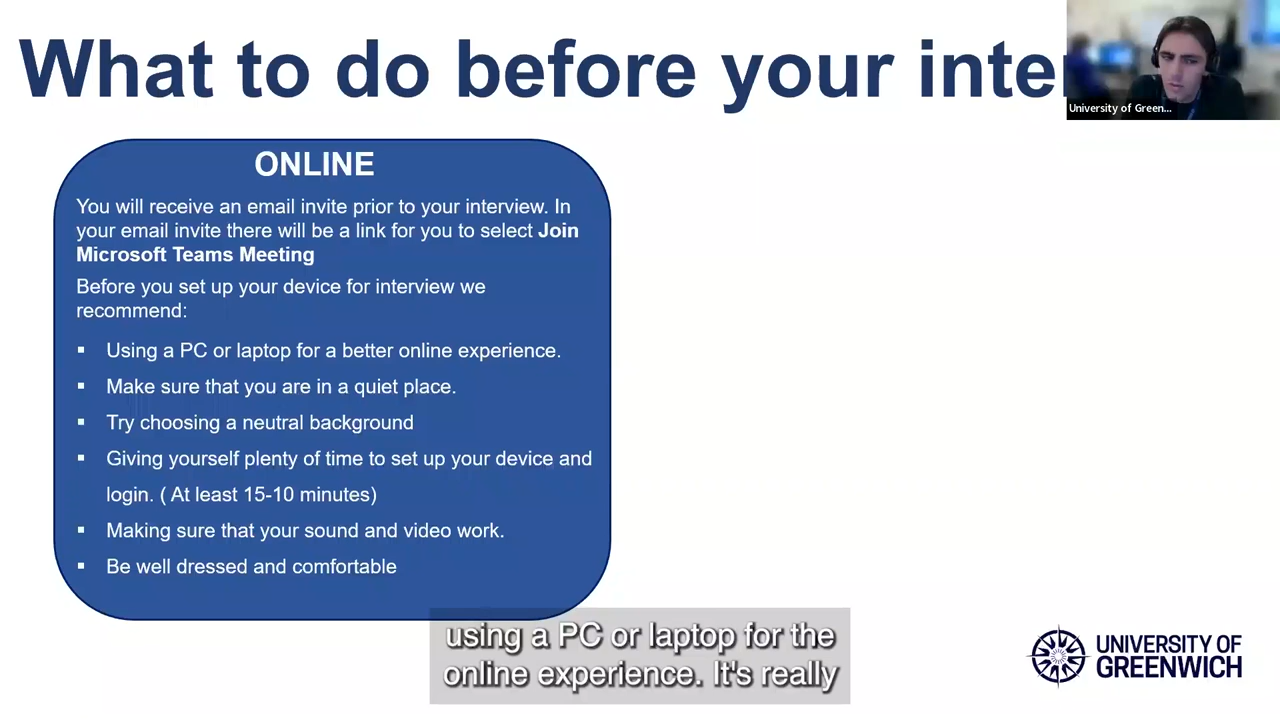 What to do before your inter
University of Green...
ONLINE
You will receive an email invite prior to your interview. In
your email invite there will be a link for you to select Join
Microsoft Teams Meeting
Before you set up your device for interview we
recommend:
▪ Using a PC or laptop for a better online experience.
▪ Make sure that you are in a quiet place.
▪ Try choosing a neutral background
▪ Giving yourself plenty of time to set up your device and
login. ( At least 15-10 minutes)
▪ Making sure that your sound and video work.
▪ Be well dressed and comfortable
using a PC or laptop for the
online experience. It's really
UNIVERSITY OF
GREENWICH